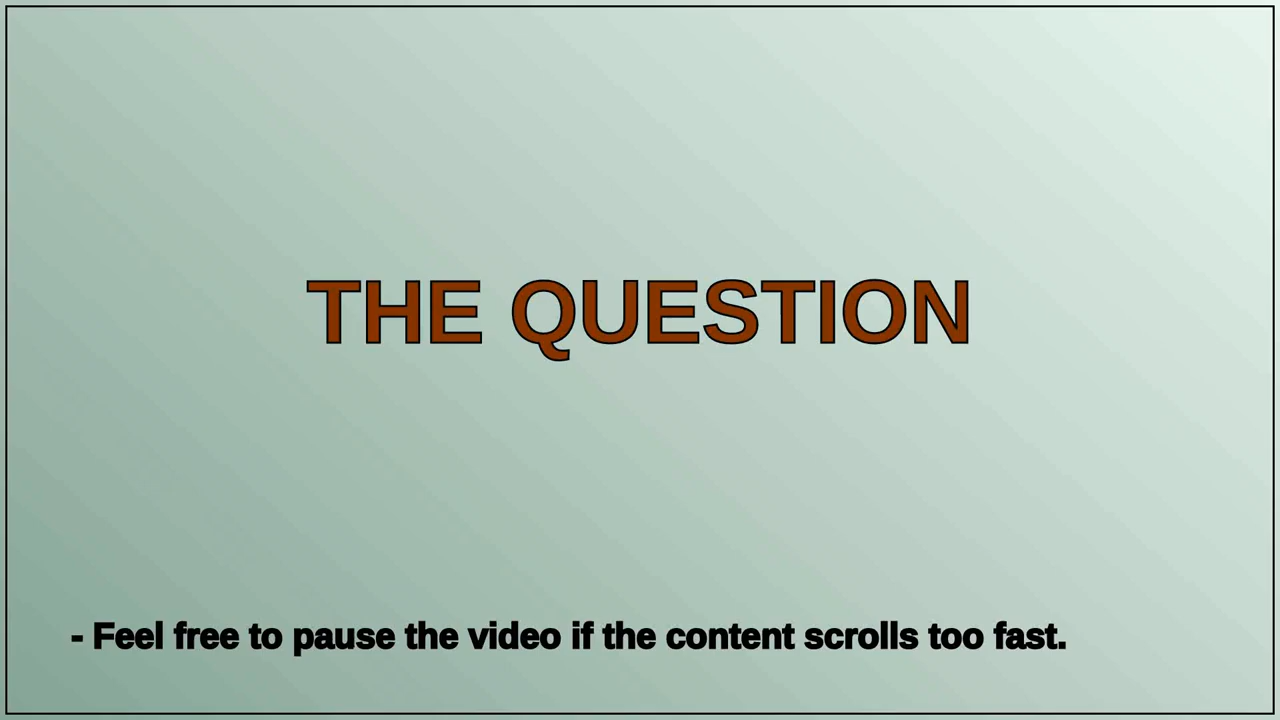 THE QUESTION
- Feel free to pause the video if the content scrolls too fast.